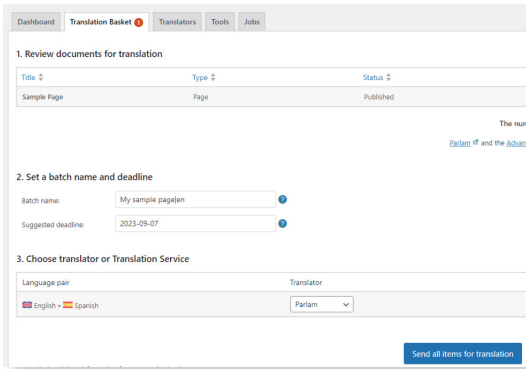 Dashboard Translation Basket 1 Translators Tools Jobs
1. Review documents for translation
Title Type Status
Sample Page Page Published
The nur
Parlam and the Advan
2. Set a batch name and deadline
Batch name: My sample page|en ?
Suggested deadline: 2023-09-07 ?
3. Choose translator or Translation Service
Language pair Translator
English » Spanish Parlam
Send all items for translation